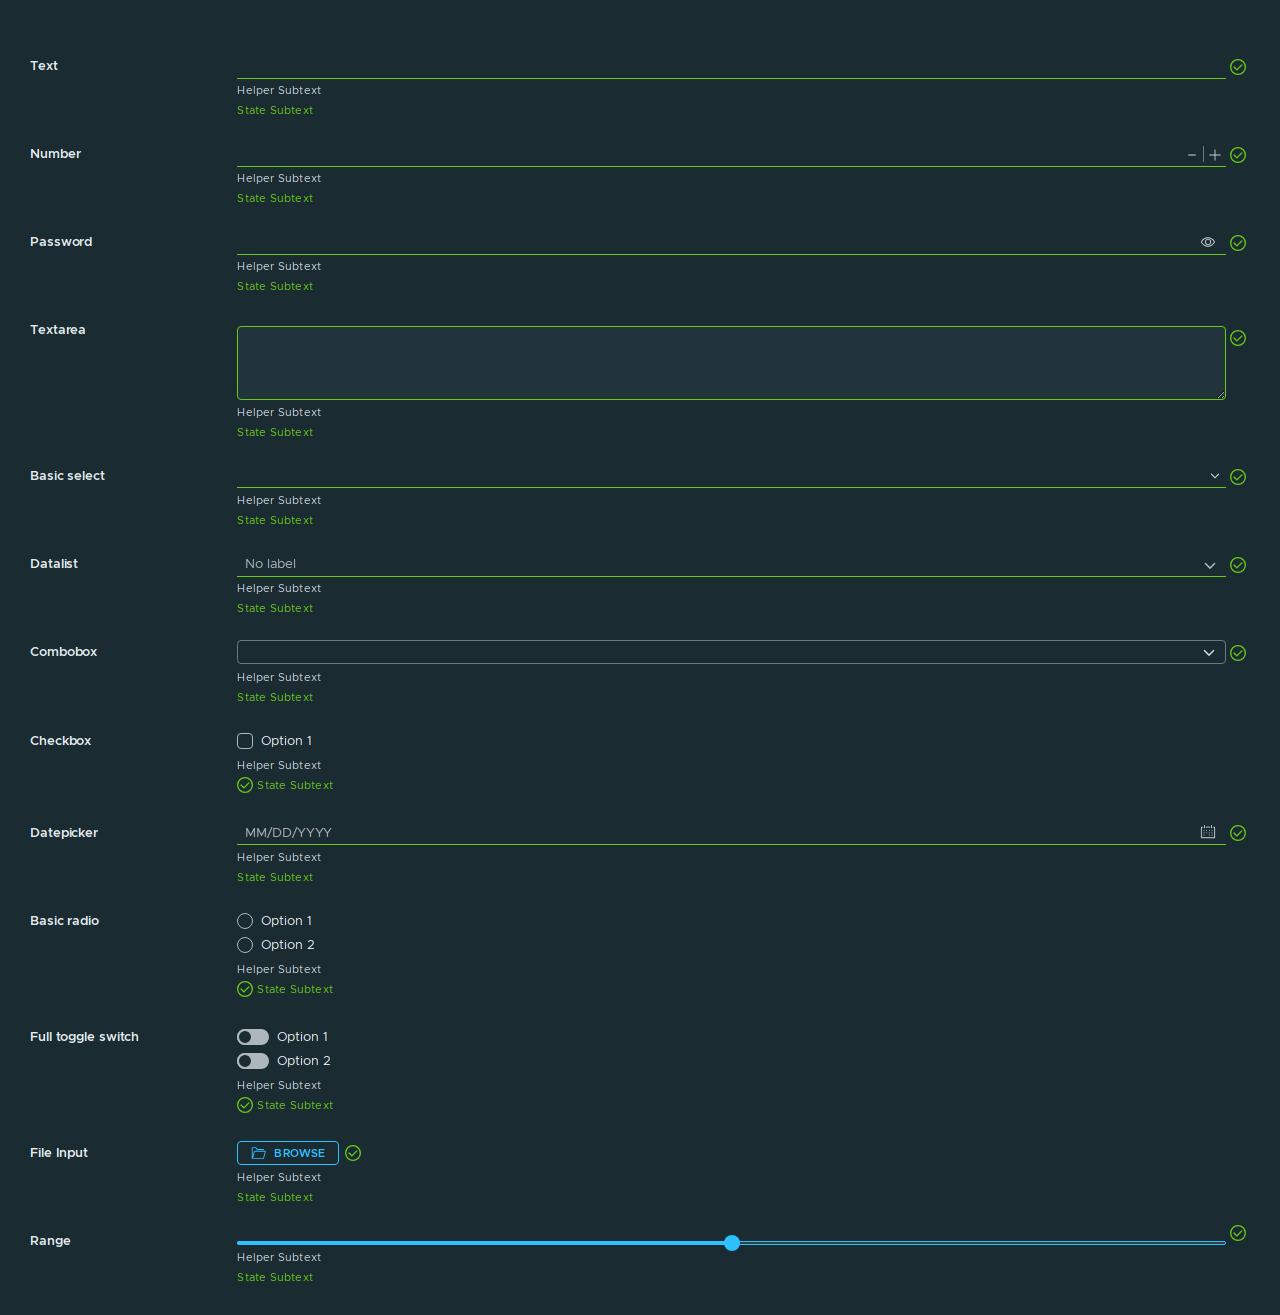 Text
Helper Subtext
State Subtext
Number
Helper Subtext
State Subtext
Password
Helper Subtext
State Subtext
Textarea
Helper Subtext
State Subtext
Basic select
Helper Subtext
State Subtext
Datalist
No label
Helper Subtext
State Subtext
Combobox
Helper Subtext
State Subtext
Checkbox
Option 1
Helper Subtext
State Subtext
Datepicker
MM/DD/YYYY
Helper Subtext
State Subtext
Basic radio
Option 1
Option 2
Helper Subtext
State Subtext
Full toggle switch
Option 1
Option 2
Helper Subtext
State Subtext
File Input
BROWSE
Helper Subtext
State Subtext
Range
Helper Subtext
State Subtext